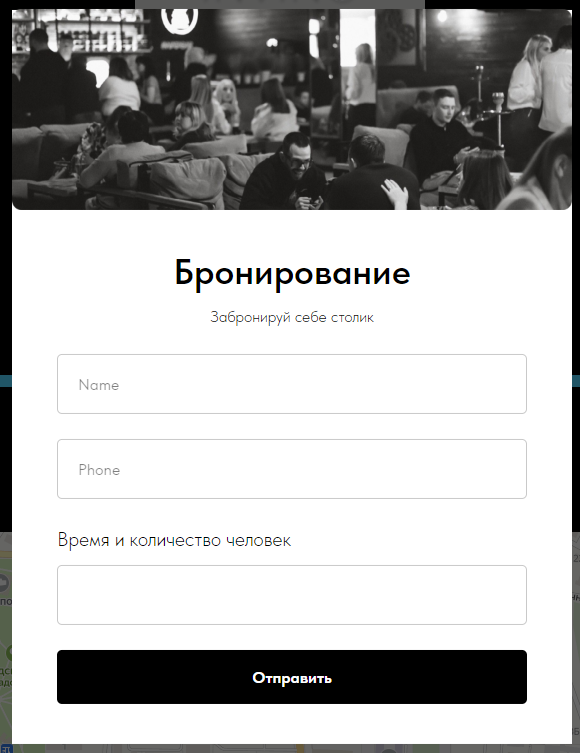 Бронирование
Забронируй себе столик
Name
Phone
Время и количество человек
Отправить